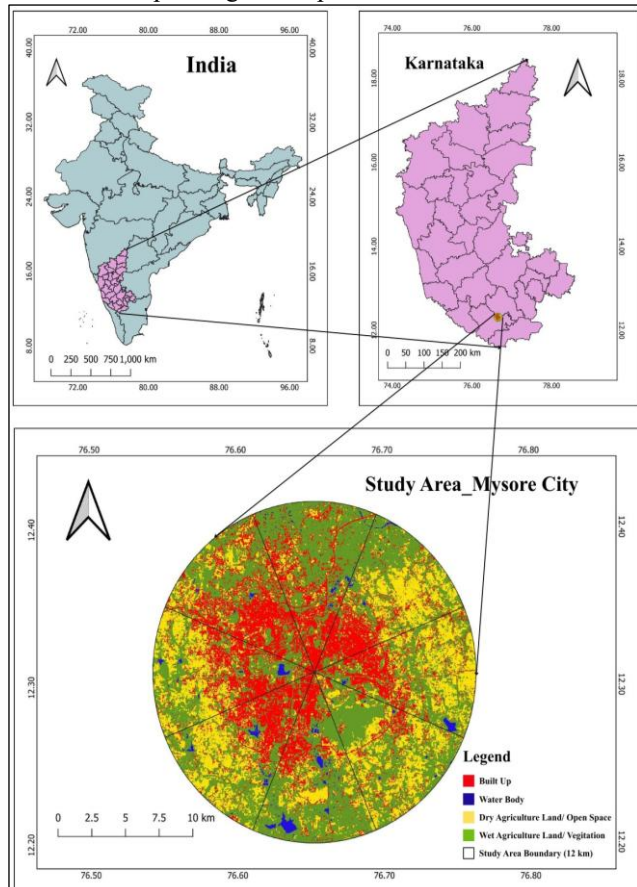 72.00 80.00 88.00 96.00
India
40.00
32.00
24.00
16.00
8.00
40.00
32.00
24.00
16.00
8.00
0 250 500 750 1,000 km
72.00 80.00 88.00 96.00
74.00 76.00 78.00
Karnataka
18.00
16.00
14.00
12.00
18.00
16.00
14.00
12.00
0 50 100 150 200 km
74.00 76.00 78.00
76.50 76.60 76.70 76.80
Study Area_Mysore City
12.40
12.30
12.20
12.40
12.30
12.20
Legend
Built Up
Water Body
Dry Agriculture Land/ Open Space
Wet Agriculture Land/ Vegitation
Study Area Boundary (12 km)
0 2.5 5 7.5 10 km
76.50 76.60 76.70 76.80